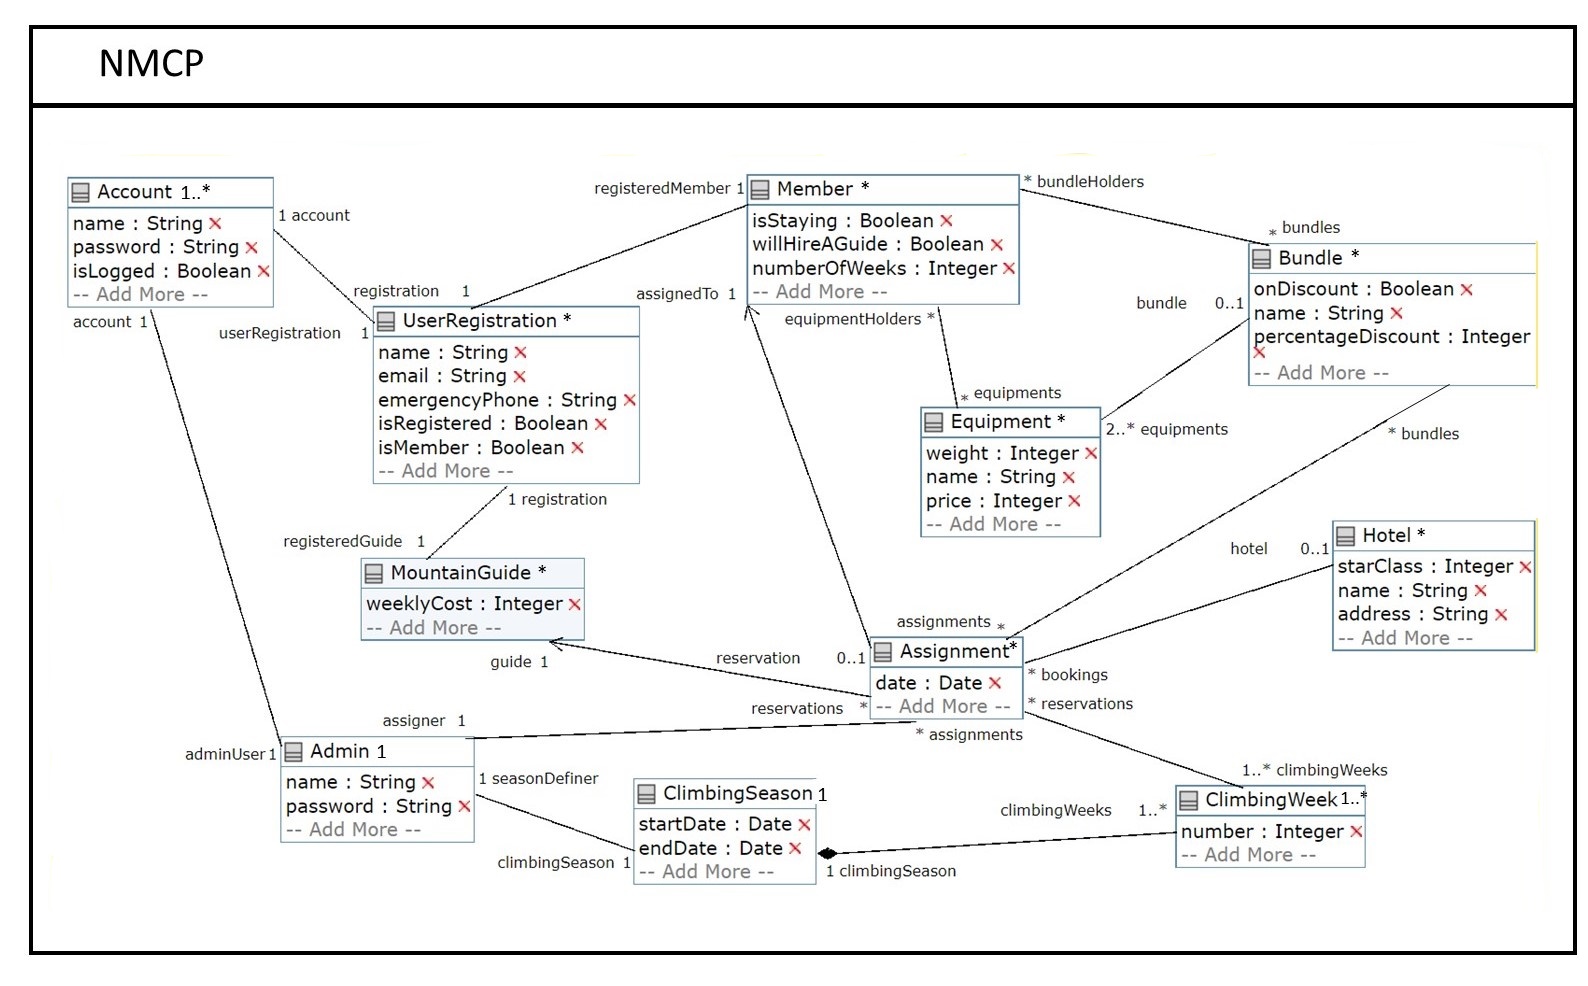 NMCP
Account 1..*
name : String
password : String
isLogged : Boolean
-- Add More --
1 account
account 1
registration 1
userRegistration 1
UserRegistration *
name : String
email : String
emergencyPhone : String
isRegistered : Boolean
isMember : Boolean
-- Add More --
1 registration
registeredMember 1
Member *
isStaying : Boolean
willHireAGuide : Boolean
numberOfWeeks : Integer
-- Add More --
* bundleHolders
* bundles
assignedTo 1
equipmentHolders *
* equipments
Bundle *
onDiscount : Boolean
name : String
percentageDiscount : Integer
-- Add More --
bundle 0..1
* bundles
Equipment *
weight : Integer
name : String
price : Integer
-- Add More --
2..* equipments
registeredGuide 1
MountainGuide *
weeklyCost : Integer
-- Add More --
guide 1
Hotel *
starClass : Integer
name : String
address : String
-- Add More --
hotel 0..1
assignments *
Assignment*
date : Date
-- Add More --
reservation 0..1
reservations *
* bookings
* reservations
* assignments
assigner 1
adminUser 1
Admin 1
name : String
password : String
-- Add More --
1 seasonDefiner
climbingSeason 1
ClimbingSeason 1
startDate : Date
endDate : Date
-- Add More --
1 climbingSeason
climbingWeeks 1..*
1..* climbingWeeks
ClimbingWeek 1..*
number : Integer
-- Add More --